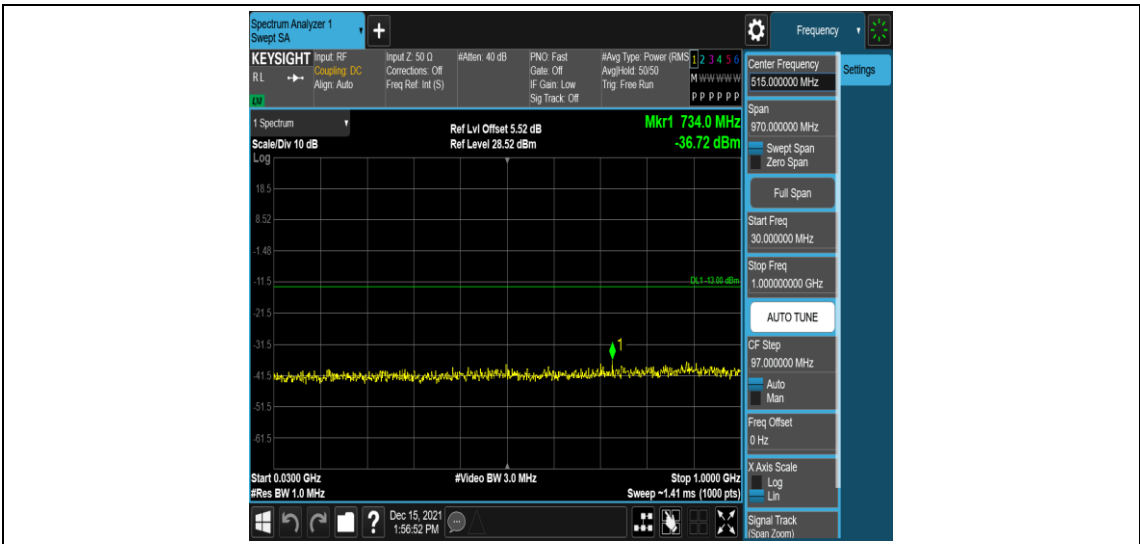 Spectrum Analyzer 1
Swept SA
+
Frequency
KEYSIGHT
R L
LXI
Input: RF
Coupling: DC
Align: Auto
Input Z: 50 Ω
Corrections: Off
Freq Ref: Int (S)
#Atten: 40 dB
PNO: Fast
Gate: Off
IF Gain: Low
Sig Track: Off
#Avg Type: Power (RMS
Avg|Hold: 50/50
Trig: Free Run
1 2 3 4 5 6
M W W W W W
P P P P P P
1 Spectrum
Scale/Div 10 dB
Ref Lvl Offset 5.52 dB
Ref Level 28.52 dBm
Mkr1 734.0 MHz
-36.72 dBm
Log
18.5
8.52
-1.48
-11.5
DL1 -13.00 dBm
-21.5
-31.5
1
-41.5
-51.5
-61.5
Start 0.0300 GHz
#Video BW 3.0 MHz
Stop 1.0000 GHz
#Res BW 1.0 MHz
Sweep ~1.41 ms (1000 pts)
?
Dec 15, 2021
1:56:52 PM
Center Frequency
515.000000 MHz
Settings
Span
970.000000 MHz
Swept Span
Zero Span
Full Span
Start Freq
30.000000 MHz
Stop Freq
1.000000000 GHz
AUTO TUNE
CF Step
97.000000 MHz
Auto
Man
Freq Offset
0 Hz
X Axis Scale
Log
Lin
Signal Track
(Span Zoom)